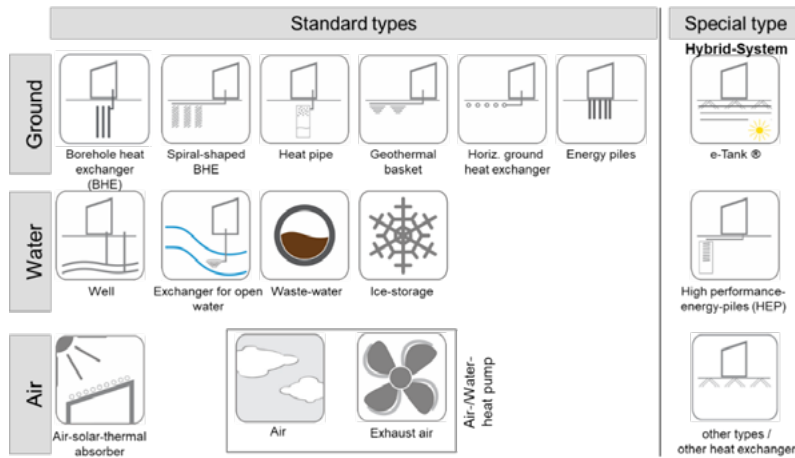 Standard types
Special type
Hybrid-System
Ground
Borehole heat
exchanger
(BHE)
Spiral-shaped
BHE
Heat pipe
Geothermal
basket
Horiz. ground
heat exchanger
Energy piles
e-Tank ®
Water
Well
Exchanger for open
water
Waste-water
Ice-storage
High performance-
energy-piles (HEP)
Air
Air-solar-thermal
absorber
Air
Exhaust air
Air-/Water-
heat pump
other types /
other heat exchanger